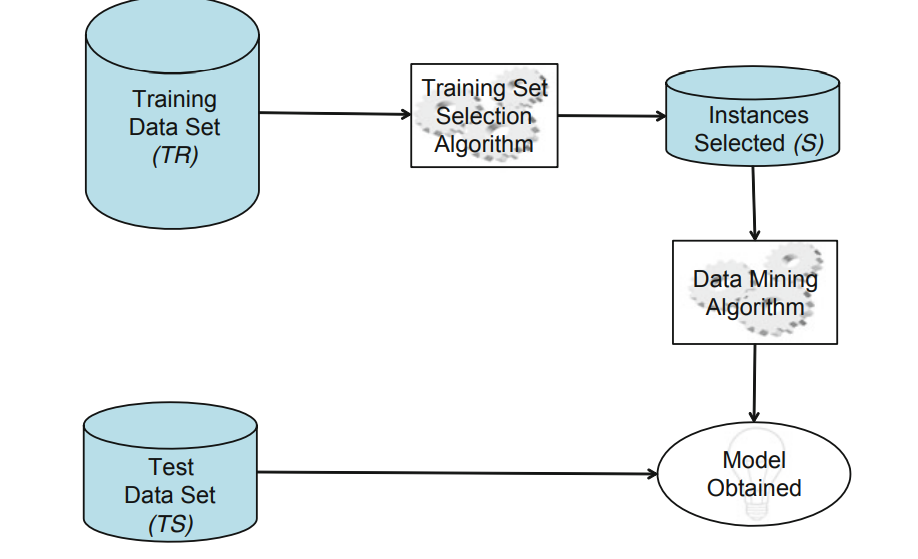 Training
Data Set
(TR)
Training Set
Selection
Algorithm
Instances
Selected (S)
Data Mining
Algorithm
Test
Data Set
(TS)
Model
Obtained